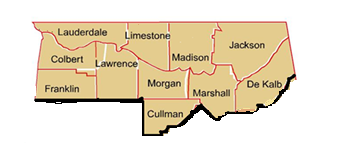 Lauderdale
Limestone
Jackson
Colbert
Lawrence
Madison
Franklin
Morgan
Marshall
De Kalb
Cullman